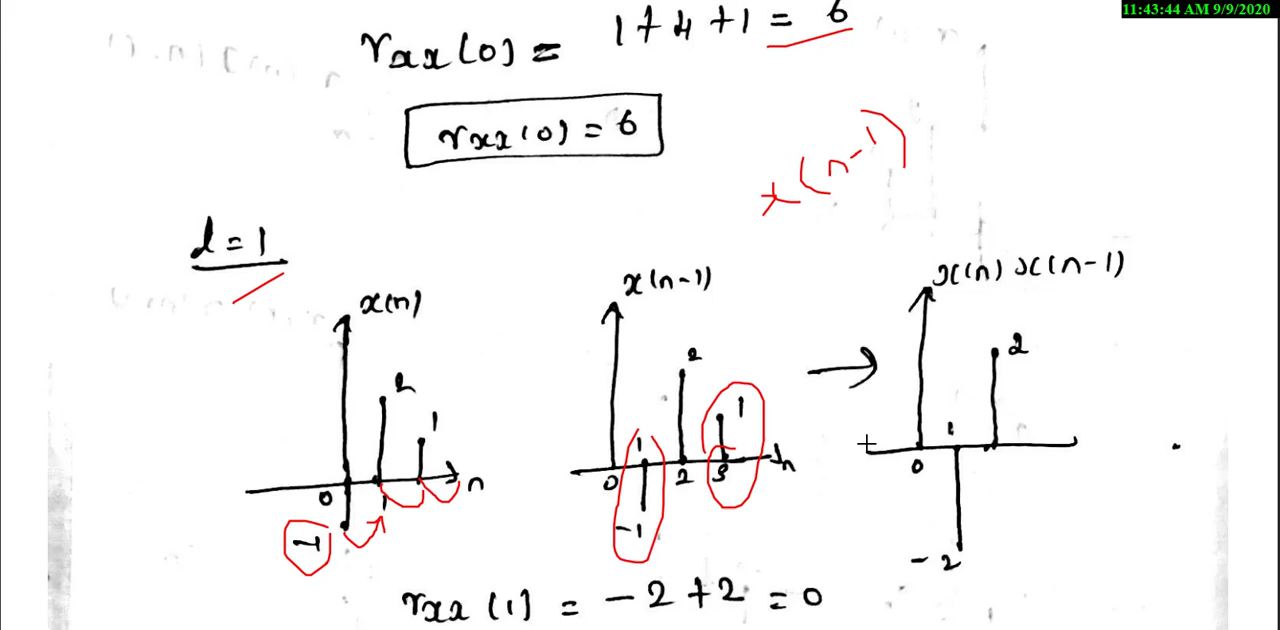 11:43:44 AM 9/9/2020
rxx(0) = 1+4+1 = 6
rxx(0) = 6
x(n-1)
l=1
x(n)
x(n-1)
x(n) x(n-1)
2
1
0
1
n
-1
2
1
1
0
2
3
n
-1
2
1
0
-2
rxx(1) = -2+2 = 0